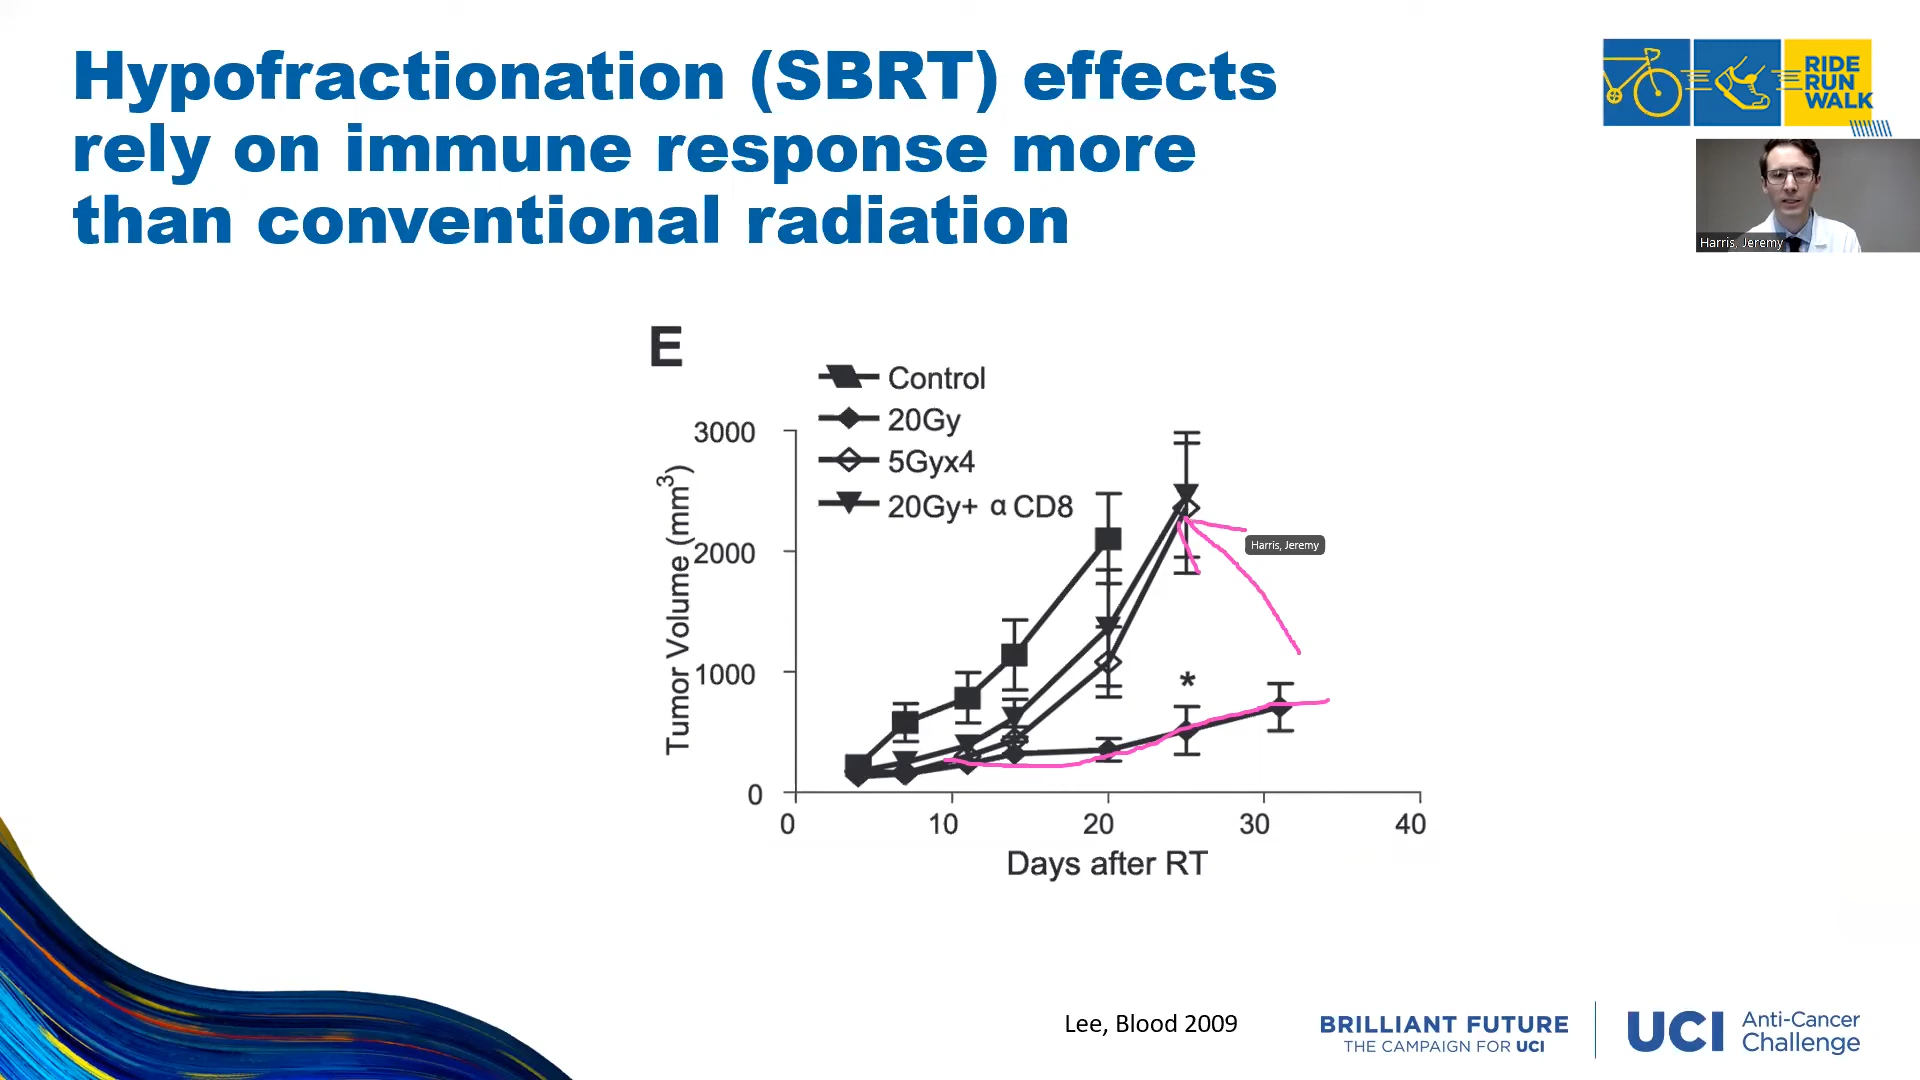 Hypofractionation (SBRT) effects
rely on immune response more
than conventional radiation
RIDE
RUN
WALK
Harris, Jeremy
E
Control
20Gy
5Gyx4
20Gy+ αCD8
Tumor Volume (mm³)
3000
2000
1000
0
*
Harris, Jeremy
0
10
20
30
40
Days after RT
Lee, Blood 2009
BRILLIANT FUTURE
THE CAMPAIGN FOR UCI
UCI
Anti-Cancer
Challenge